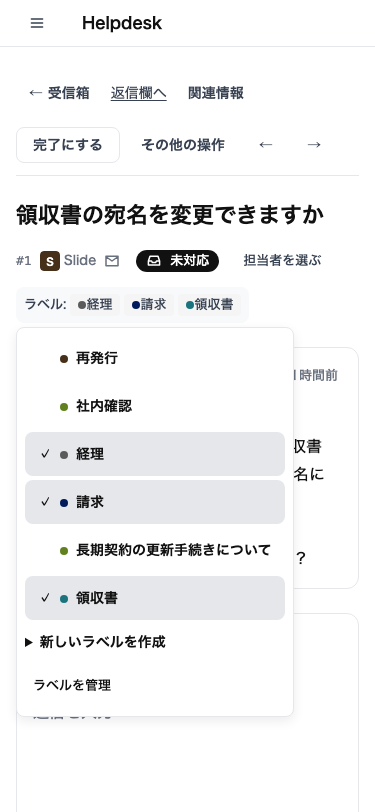 Helpdesk
← 受信箱 返信欄へ 関連情報
完了にする その他の操作 ← →
領収書の宛名を変更できますか
#1 S Slide 未対応 担当者を選ぶ
ラベル: 経理 請求 領収書
再発行
時間前
社内確認
✓ 経理
収書
名に
✓ 請求
長期契約の更新手続きについて
?
✓ 領収書
▶ 新しいラベルを作成
ラベルを管理